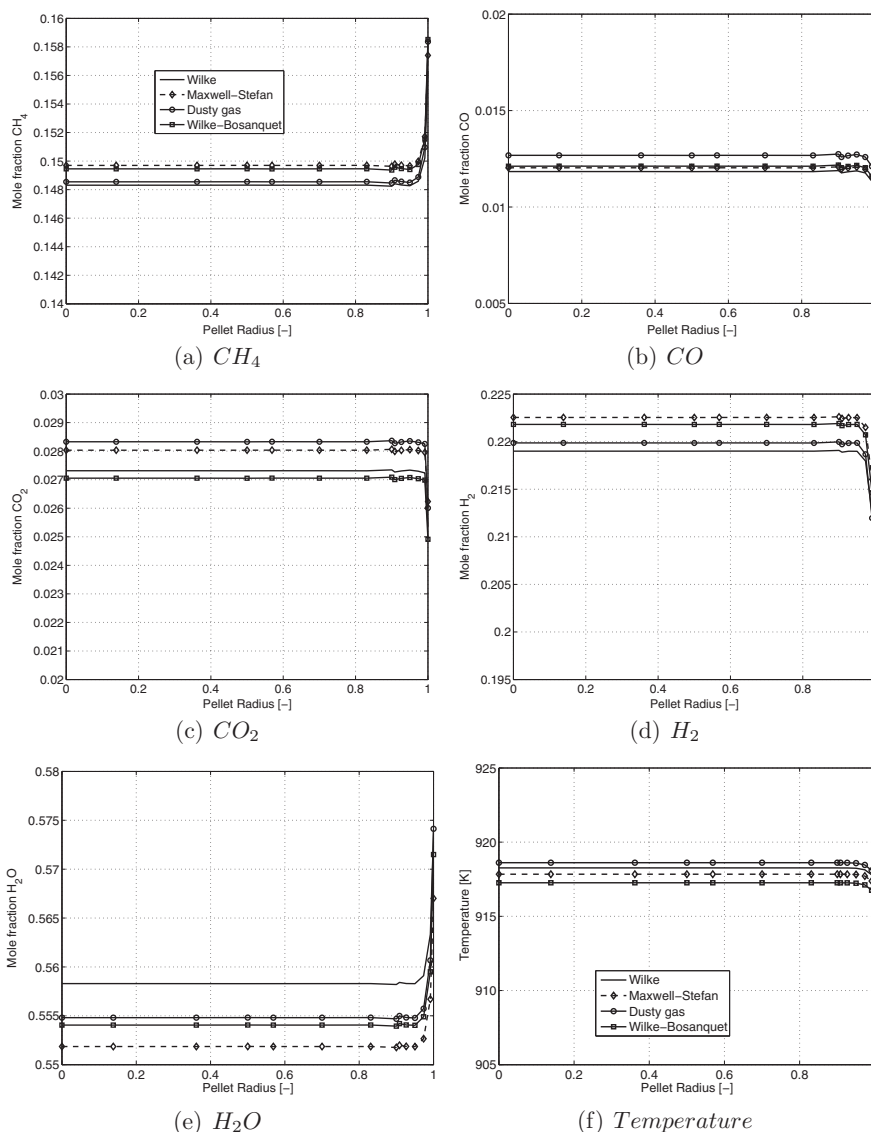 0.16
0.158
0.156
0.154
0.152
0.15
0.148
0.146
0.144
0.142
0.14
Mole fraction CH4
Wilke
Maxwell−Stefan
Dusty gas
Wilke−Bosanquet
0 0.2 0.4 0.6 0.8 1
Pellet Radius [−]
(a) CH4
0.02
0.015
0.01
0.005
Mole fraction CO
0 0.2 0.4 0.6 0.8
Pellet Radius [−]
(b) CO
0.03
0.029
0.028
0.027
0.026
0.025
0.024
0.023
0.022
0.021
0.02
Mole fraction CO2
0 0.2 0.4 0.6 0.8 1
Pellet Radius [−]
(c) CO2
0.225
0.22
0.215
0.21
0.205
0.2
0.195
Mole fraction H2
0 0.2 0.4 0.6 0.8
Pellet Radius [−]
(d) H2
0.58
0.575
0.57
0.565
0.56
0.555
0.55
Mole fraction H2O
0 0.2 0.4 0.6 0.8 1
Pellet Radius [−]
(e) H2O
925
920
915
910
905
Temperature [K]
Wilke
Maxwell−Stefan
Dusty gas
Wilke−Bosanquet
0 0.2 0.4 0.6 0.8
Pellet Radius [−]
(f) Temperature